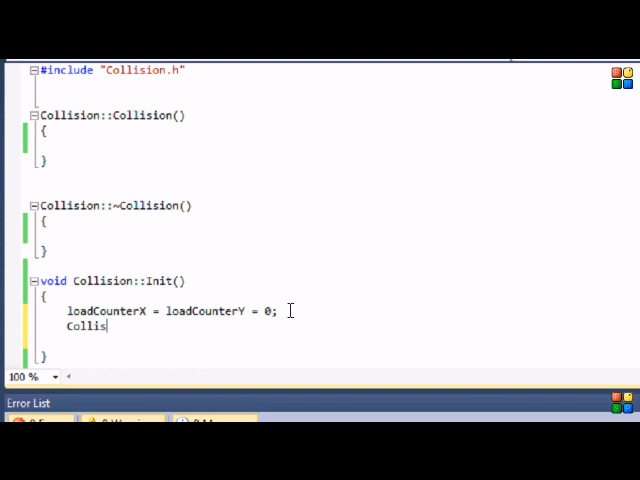 #include "Collision.h"
Collision::Collision()
{
}
Collision::~Collision()
{
}
void Collision::Init()
{
loadCounterX = loadCounterY = 0;
Collis
}
100 %
Error List